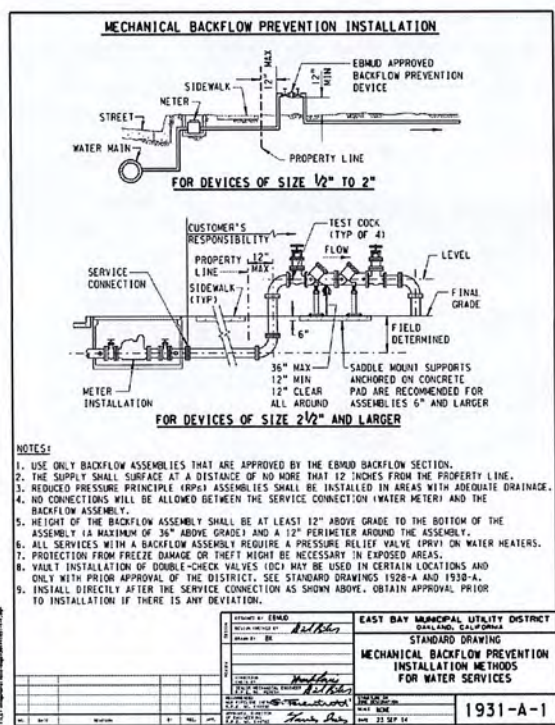 MECHANICAL BACKFLOW PREVENTION INSTALLATION
12" MAX
12" MIN
EBMUD APPROVED
BACKFLOW PREVENTION
DEVICE
SIDEWALK
METER
STREET
WATER MAIN
PROPERTY LINE
FOR DEVICES OF SIZE 1/2" TO 2"
CUSTOMER'S
RESPONSIBILITY
TEST COCK
(TYP OF 4)
FLOW
PROPERTY
LINE
12"
MAX
LEVEL
SERVICE
CONNECTION
SIDEWALK
(TYP)
FINAL
GRADE
6"
FIELD
DETERMINED
METER
INSTALLATION
36" MAX
12" MIN
12" CLEAR
ALL AROUND
SADDLE MOUNT SUPPORTS
ANCHORED ON CONCRETE
PAD ARE RECOMMENDED FOR
ASSEMBLIES 6" AND LARGER
FOR DEVICES OF SIZE 2 1/2" AND LARGER
NOTES:
1. USE ONLY BACKFLOW ASSEMBLIES THAT ARE APPROVED BY THE EBMUD BACKFLOW SECTION.
2. THE SUPPLY SHALL SURFACE AT A DISTANCE OF NO MORE THAT 12 INCHES FROM THE PROPERTY LINE.
3. REDUCED PRESSURE PRINCIPLE (RPs) ASSEMBLIES SHALL BE INSTALLED IN AREAS WITH ADEQUATE DRAINAGE.
4. NO CONNECTIONS WILL BE ALLOWED BETWEEN THE SERVICE CONNECTION (WATER METER) AND THE
BACKFLOW ASSEMBLY.
5. HEIGHT OF THE BACKFLOW ASSEMBLY SHALL BE AT LEAST 12" ABOVE GRADE TO THE BOTTOM OF THE
ASSEMBLY (A MAXIMUM OF 36" ABOVE GRADE) AND A 12" PERIMETER AROUND THE ASSEMBLY.
6. ALL SERVICES WITH A BACKFLOW ASSEMBLY REQUIRE A PRESSURE RELIEF VALVE (PRV) ON WATER HEATERS.
7. PROTECTION FROM FREEZE DAMAGE OR THEFT MIGHT BE NECESSARY IN EXPOSED AREAS.
8. VAULT INSTALLATION OF DOUBLE-CHECK VALVES (DC) MAY BE USED IN CERTAIN LOCATIONS AND
ONLY WITH PRIOR APPROVAL OF THE DISTRICT. SEE STANDARD DRAWINGS 1928-A AND 1930-A.
9. INSTALL DIRECTLY AFTER THE SERVICE CONNECTION AS SHOWN ABOVE. OBTAIN APPROVAL PRIOR
TO INSTALLATION IF THERE IS ANY DEVIATION.
DESIGNED BY EBMUD
DRAWN BY
EAST BAY MUNICIPAL UTILITY DISTRICT
OAKLAND, CALIFORNIA
STANDARD DRAWING
MECHANICAL BACKFLOW PREVENTION
INSTALLATION METHODS
FOR WATER SERVICES
SCALE NONE
DATE 23 SEP
1931-A-1
NO. DATE REVISION BY